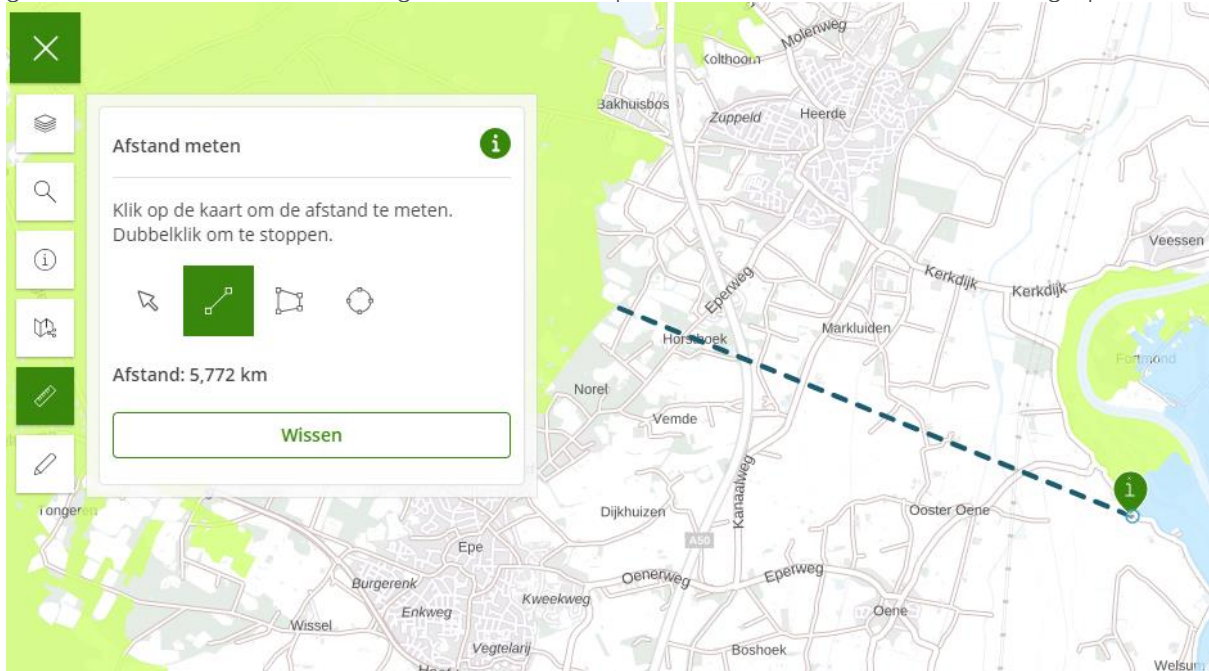 Afstand meten
Klik op de kaart om de afstand te meten.
Dubbelklik om te stoppen.
Afstand: 5,772 km
Wissen
Molenweg
Kolthoorn
Bakhuisbos
Zuppeld
Heerde
Veessen
Kerkdijk
Kerkdijk
Eperweg
Horsthoek
Markluiden
Fortmond
Norel
Vemde
Kanaalweg
Tongeren
Dijkhuizen
Ooster Oene
A50
Epe
Oenerweg
Eperweg
Burgerenk
Kweekweg
Enkweg
Oene
Wissel
Vegtelarij
Boshoek
Welsum